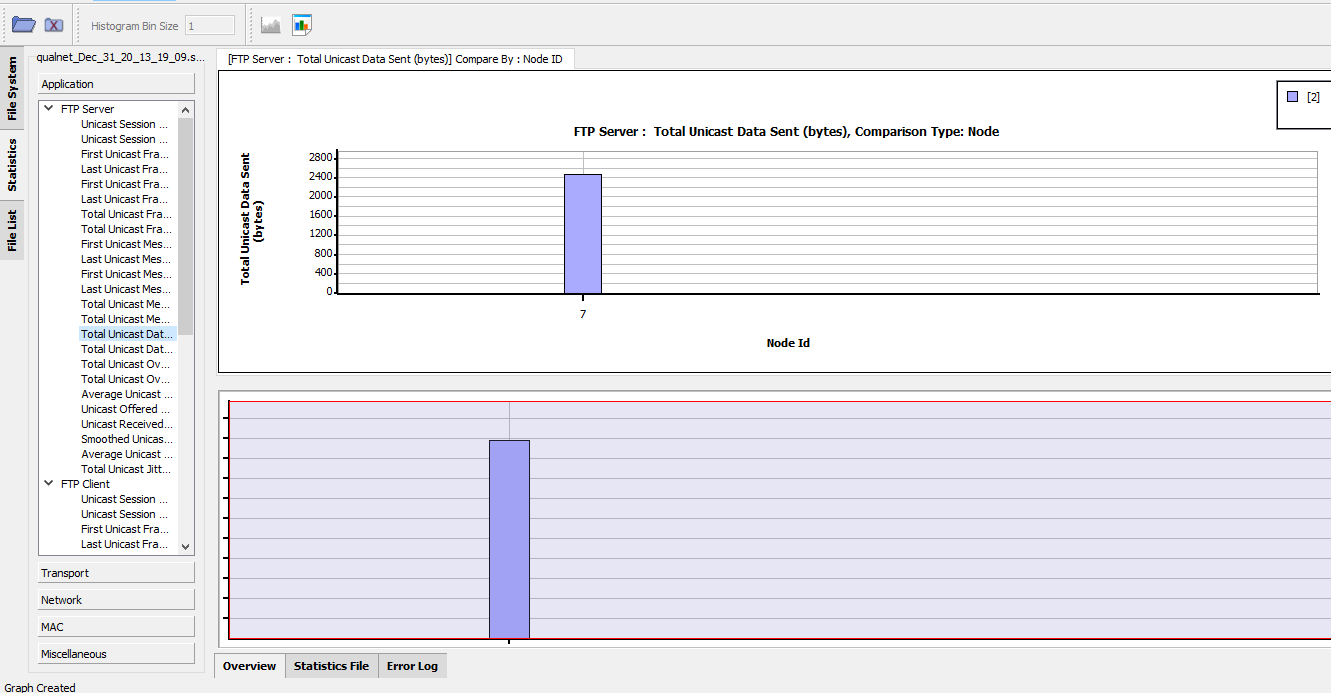 Histogram Bin Size 1
File System
Statistics
File List
qualnet_Dec_31_20_13_19_09.s...
Application
FTP Server
Unicast Session ...
Unicast Session ...
First Unicast Fra...
Last Unicast Fra...
First Unicast Fra...
Last Unicast Fra...
Total Unicast Fra...
Total Unicast Fra...
First Unicast Mes...
Last Unicast Mes...
First Unicast Mes...
Last Unicast Mes...
Total Unicast Me...
Total Unicast Me...
Total Unicast Dat...
Total Unicast Dat...
Total Unicast Ov...
Total Unicast Ov...
Average Unicast ...
Unicast Offered ...
Unicast Received...
Smoothed Unicas...
Average Unicast ...
Total Unicast Jitt...
FTP Client
Unicast Session ...
Unicast Session ...
First Unicast Fra...
Last Unicast Fra...
Transport
Network
MAC
Miscellaneous
[FTP Server : Total Unicast Data Sent (bytes)] Compare By : Node ID
[2]
FTP Server : Total Unicast Data Sent (bytes), Comparison Type: Node
Total Unicast Data Sent
(bytes)
2800
2400
2000
1600
1200
800
400
0
7
Node Id
Overview
Statistics File
Error Log
Graph Created